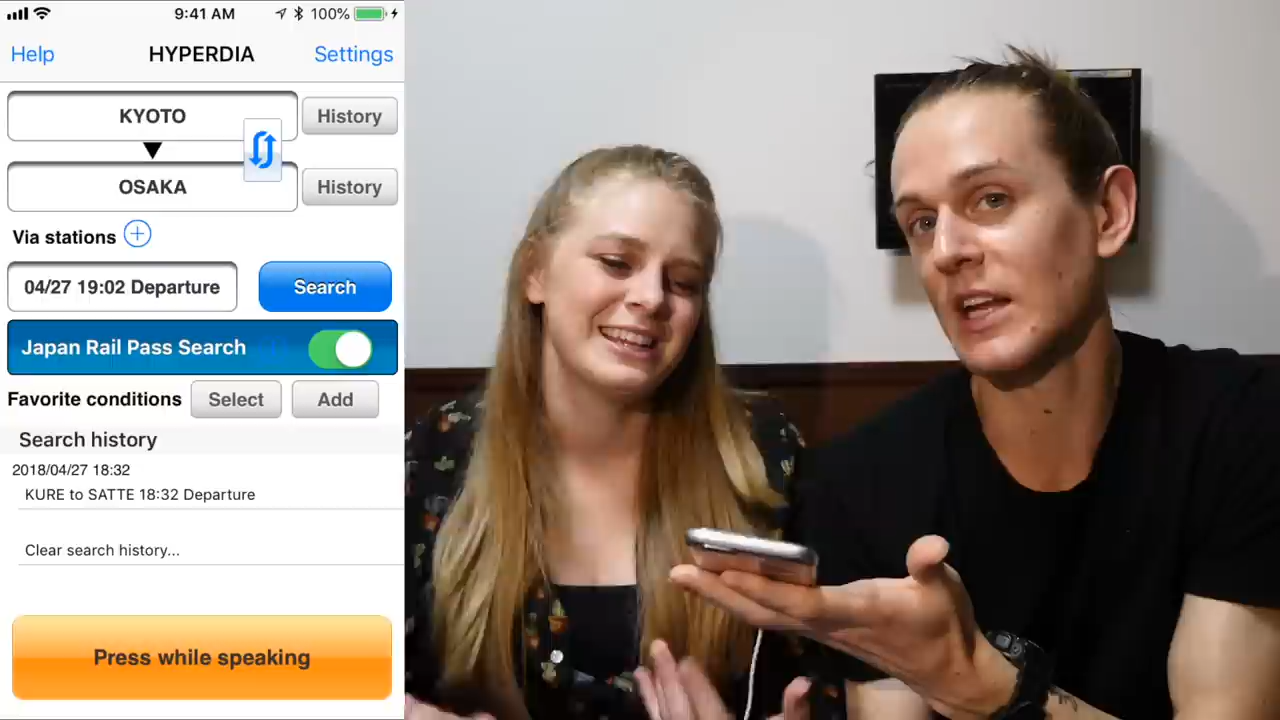 9:41 AM 100%
Help HYPERDIA Settings
KYOTO History
OSAKA History
Via stations
04/27 19:02 Departure Search
Japan Rail Pass Search
Favorite conditions Select Add
Search history
2018/04/27 18:32
KURE to SATTE 18:32 Departure
Clear search history...
Press while speaking